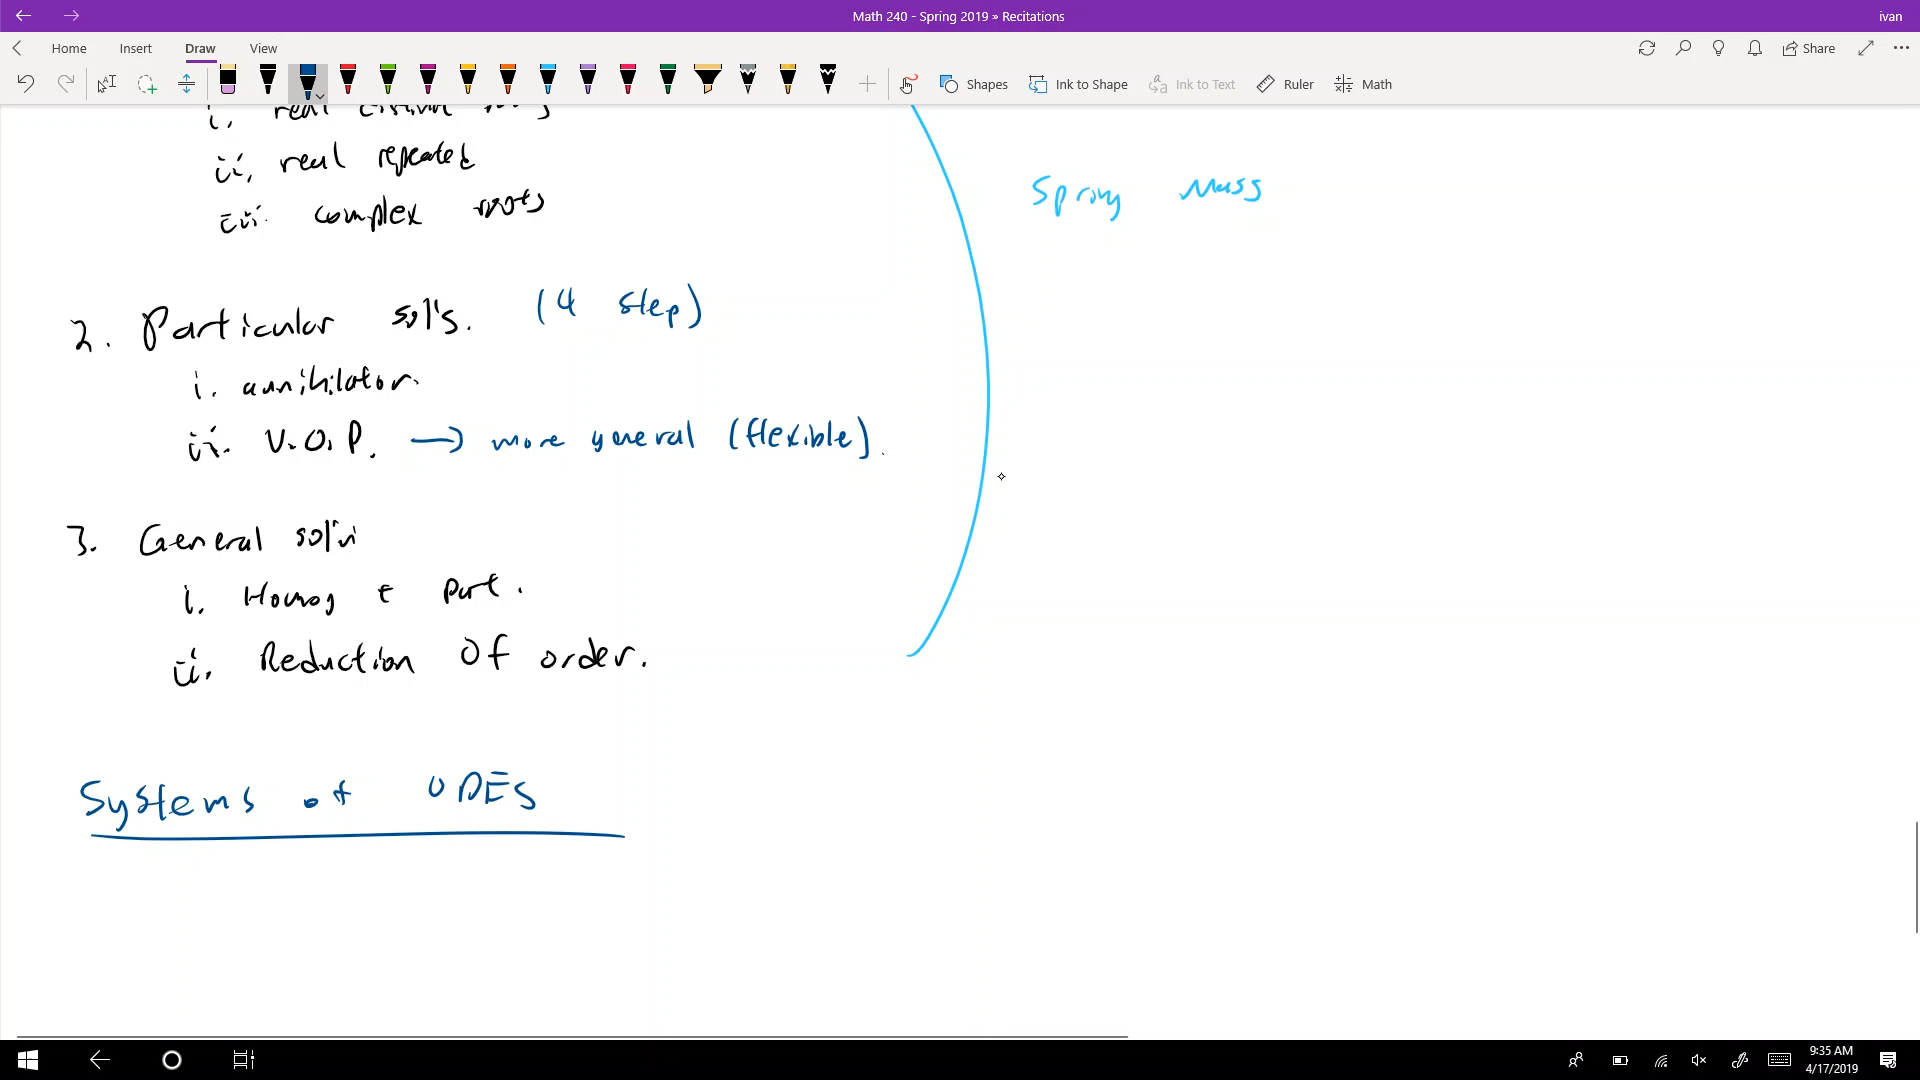 Math 240 - Spring 2019 » Recitations
ivan
Home Insert Draw View
Share
Shapes Ink to Shape Ink to Text Ruler Math
i. real
ii. real repeated
iii. complex roots
Spring Mass
2. Particular sol's. (4 step)
i. annihilator.
ii. V.O.P. → more general (flexible).
3. General sol'n
i. Homog + part.
ii. Reduction Of order.
Systems of ODEs
9:35 AM
4/17/2019